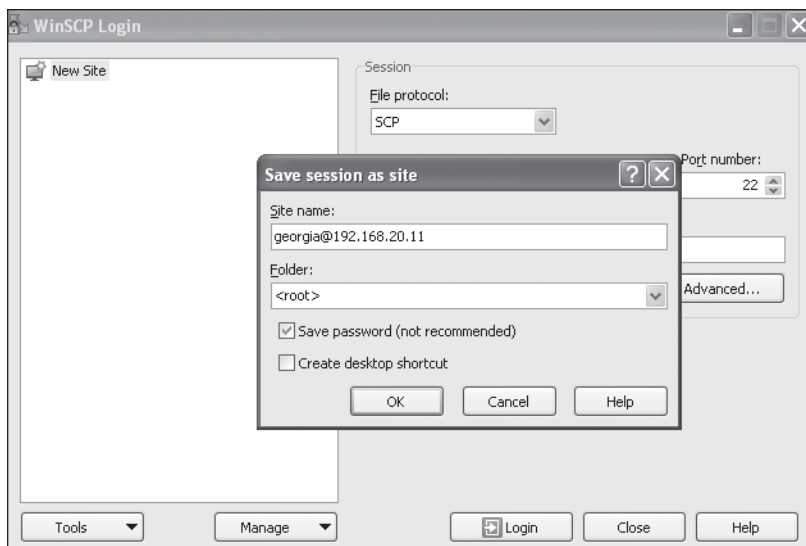 WinSCP Login
New Site
Session
File protocol:
SCP
Port number:
22
Advanced...
Save session as site
Site name:
georgia@192.168.20.11
Folder:
<root>
Save password (not recommended)
Create desktop shortcut
OK
Cancel
Help
Tools
Manage
Login
Close
Help